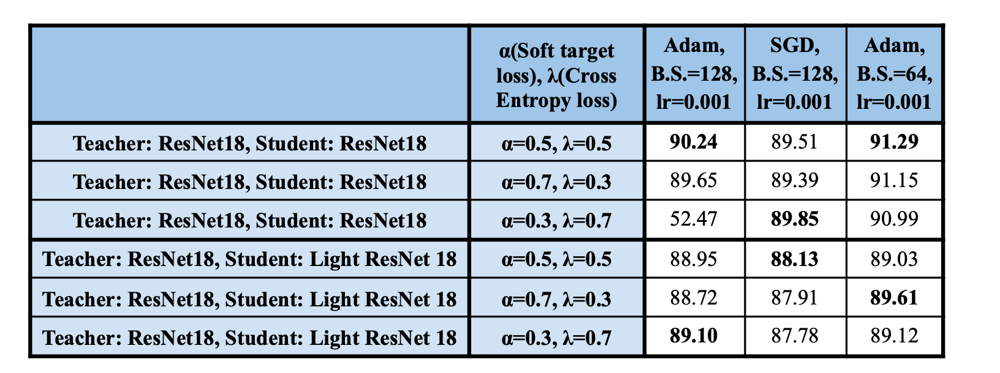 α(Soft target
loss), λ(Cross
Entropy loss)
Adam,
B.S.=128,
lr=0.001
SGD,
B.S.=128,
lr=0.001
Adam,
B.S.=64,
lr=0.001
Teacher: ResNet18, Student: ResNet18 α=0.5, λ=0.5 90.24 89.51 91.29
Teacher: ResNet18, Student: ResNet18 α=0.7, λ=0.3 89.65 89.39 91.15
Teacher: ResNet18, Student: ResNet18 α=0.3, λ=0.7 52.47 89.85 90.99
Teacher: ResNet18, Student: Light ResNet 18 α=0.5, λ=0.5 88.95 88.13 89.03
Teacher: ResNet18, Student: Light ResNet 18 α=0.7, λ=0.3 88.72 87.91 89.61
Teacher: ResNet18, Student: Light ResNet 18 α=0.3, λ=0.7 89.10 87.78 89.12